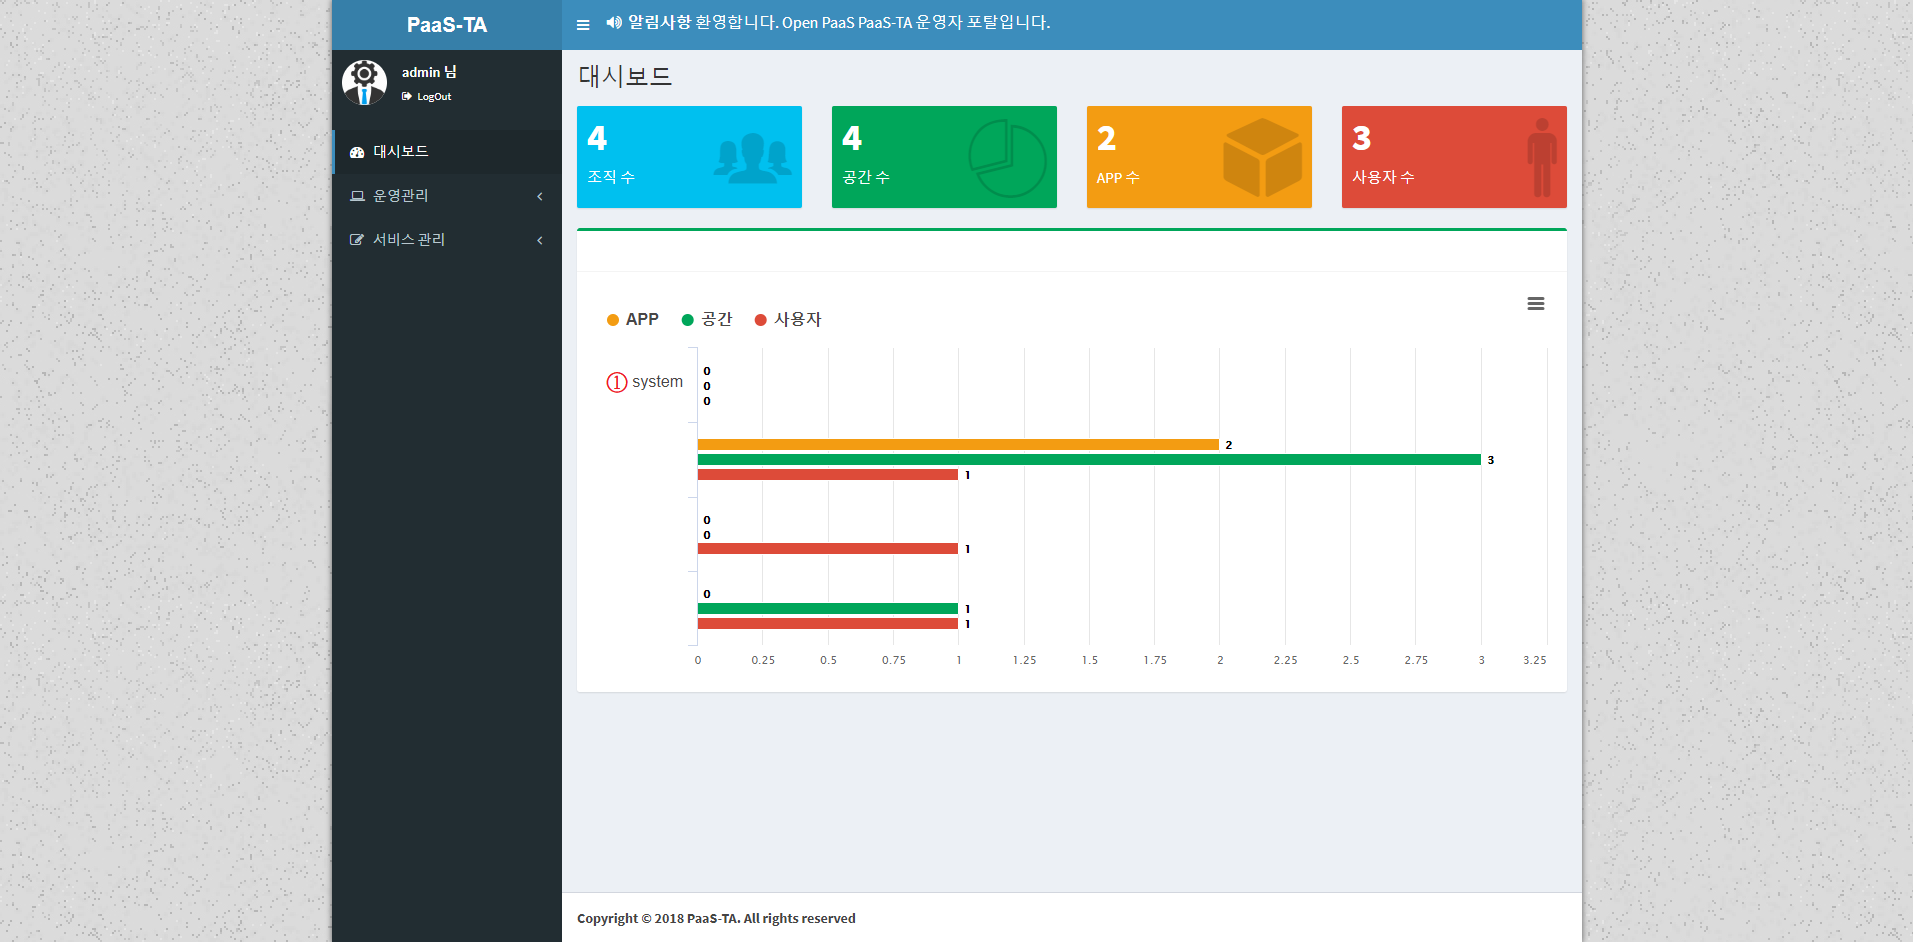 PaaS-TA
알림사항 환영합니다. Open PaaS PaaS-TA 운영자 포탈입니다.
admin 님
LogOut
대시보드
운영관리
서비스 관리
대시보드
4
조직 수
4
공간 수
2
APP 수
3
사용자 수
APP 공간 사용자
① system
0
0
0
2
3
1
0
0
1
0
1
1
0 0.25 0.5 0.75 1 1.25 1.5 1.75 2 2.25 2.5 2.75 3 3.25
Copyright © 2018 PaaS-TA. All rights reserved